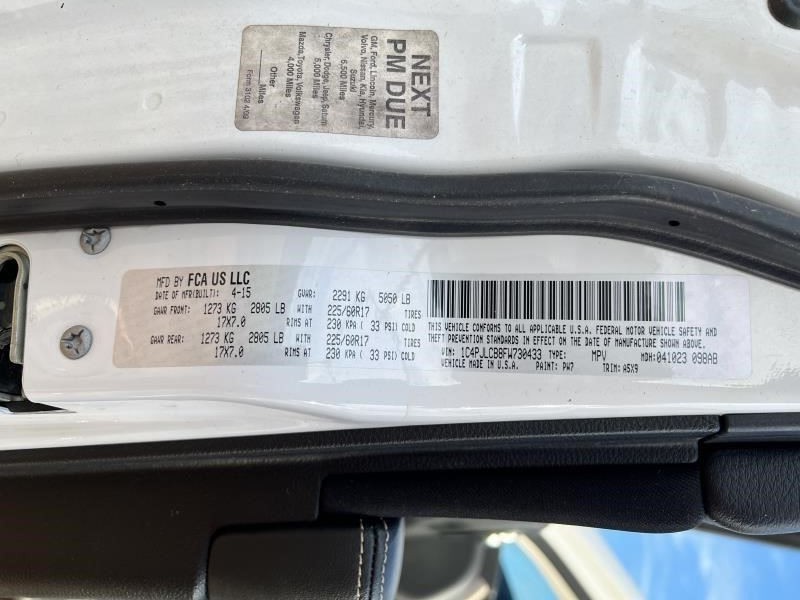 NEXT
PM DUE
GM, Ford, Lincoln, Mercury,
Volvo, Nissan, Kia, Hyundai,
Suzuki
6,500 Miles
Chrysler, Dodge, Jeep, Saturn
5,000 Miles
Mazda, Toyota, Volkswagen
4,000 Miles
Other
Miles
Form 3102 4/09
MFD BY FCA US LLC
DATE OF MFR(BUILT): 4-15 GVWR: 2291 KG 5050 LB
GAWR FRONT: 1273 KG 2805 LB WITH 225/60R17 TIRES
17X7.0 RIMS AT 230 KPA ( 33 PSI) COLD
GAWR REAR: 1273 KG 2805 LB WITH 225/60R17 TIRES
17X7.0 RIMS AT 230 KPA ( 33 PSI) COLD
THIS VEHICLE CONFORMS TO ALL APPLICABLE U.S.A. FEDERAL MOTOR VEHICLE SAFETY AND
THEFT PREVENTION STANDARDS IN EFFECT ON THE DATE OF MANUFACTURE SHOWN ABOVE.
VIN: 1C4PJLCB8FW730433 TYPE: MPV MDH:041023 098AB
VEHICLE MADE IN U.S.A. PAINT: PW7 TRIM: A5X9